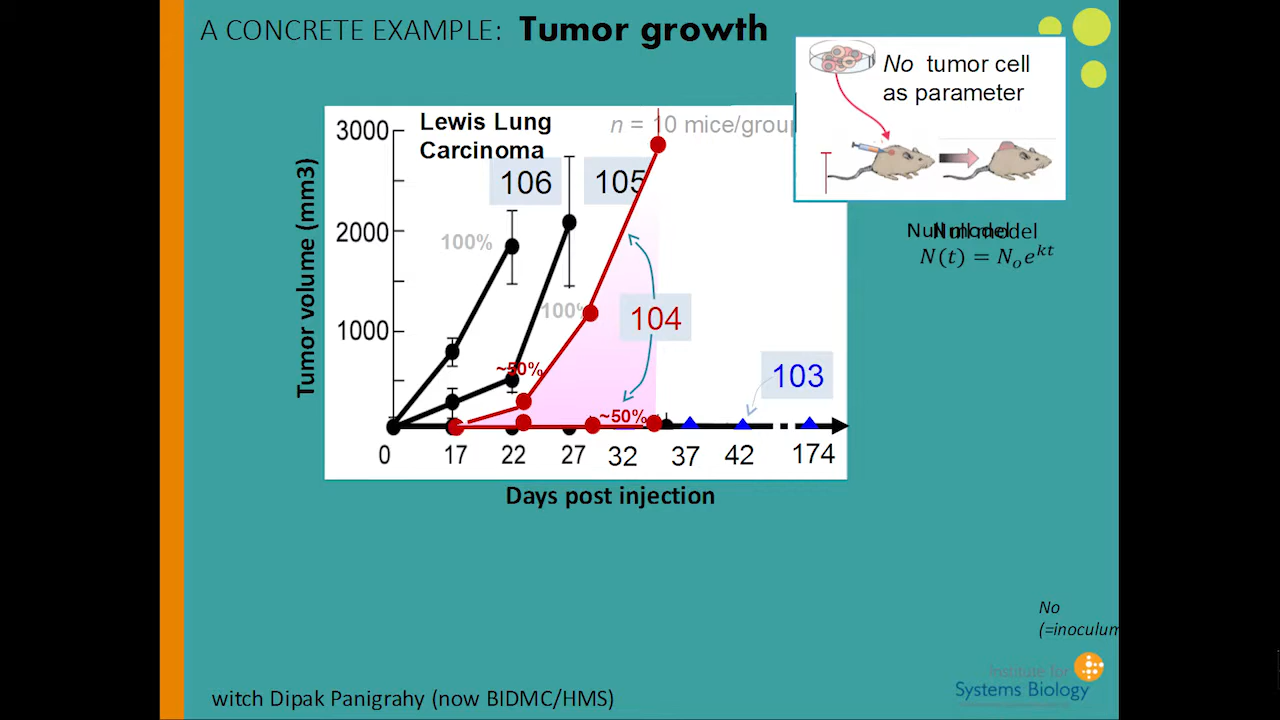 A CONCRETE EXAMPLE: Tumor growth
No tumor cell
as parameter
Lewis Lung
Carcinoma
n = 10 mice/group
3000
2000
1000
Tumor volume (mm3)
106
105
104
103
100%
100%
~50%
~50%
Null model
Null model
N(t) = Noe^kt
0 17 22 27 32 37 42 174
Days post injection
No
(=inoculum
Institute for
Systems Biology
witch Dipak Panigrahy (now BIDMC/HMS)